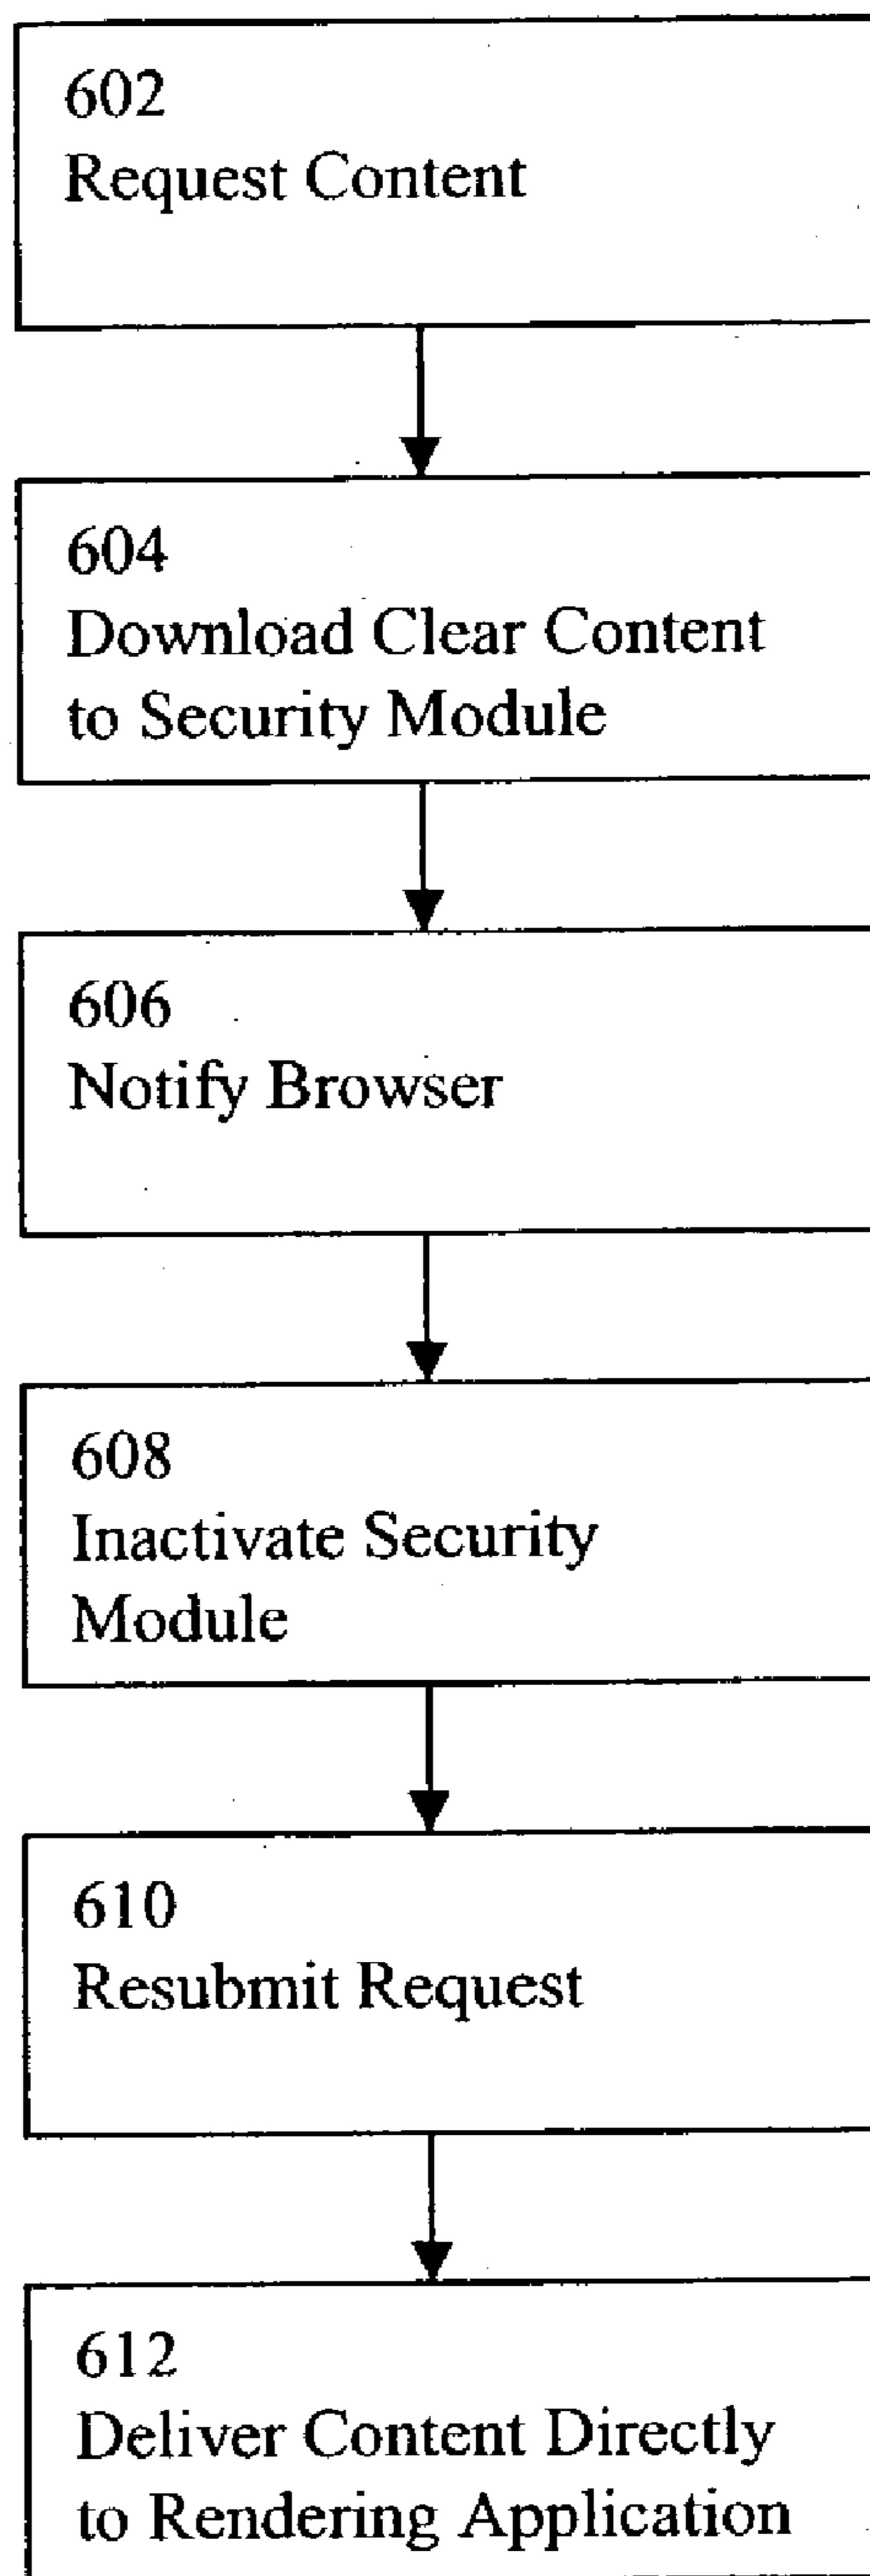 602
Request Content
604
Download Clear Content
to Security Module
606
Notify Browser
608
Inactivate Security
Module
610
Resubmit Request
612
Deliver Content Directly
to Rendering Application